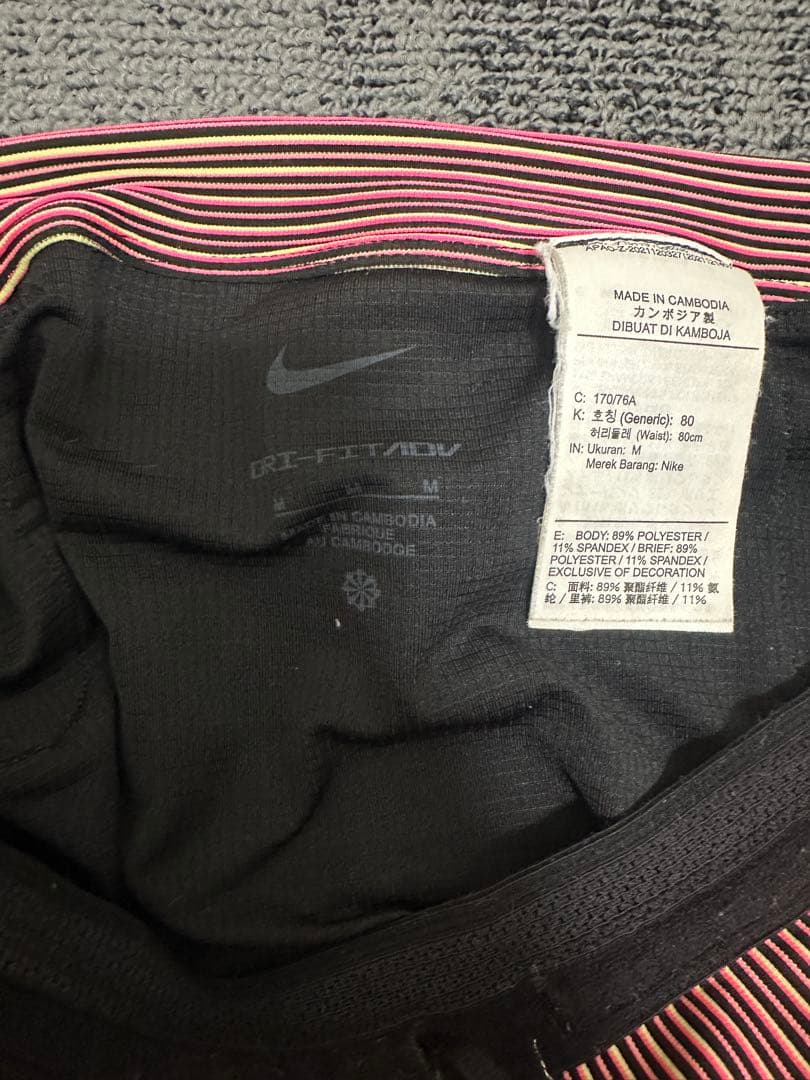 MADE IN CAMBODIA
カンボジア製
DIBUAT DI KAMBOJA
C: 170/76A
K: 호칭 (Generic): 80
허리둘레 (Waist): 80cm
IN: Ukuran: M
Merek Barang: Nike
E: BODY: 89% POLYESTER /
11% SPANDEX / BRIEF: 89%
POLYESTER / 11% SPANDEX /
EXCLUSIVE OF DECORATION
C: 面料: 89% 聚酯纤维 / 11% 氨
纶 / 里裤: 89% 聚酯纤维 / 11%
DRI-FIT ADV
M M M
MADE IN CAMBODIA
FABRIQUÉ
AU CAMBODGE